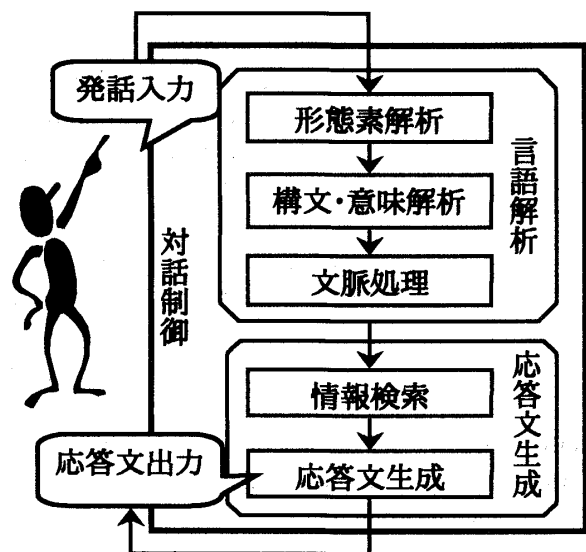 発話入力
形態素解析
構文・意味解析
文脈処理
言語解析
対話制御
情報検索
応答文生成
応答文生成
応答文出力